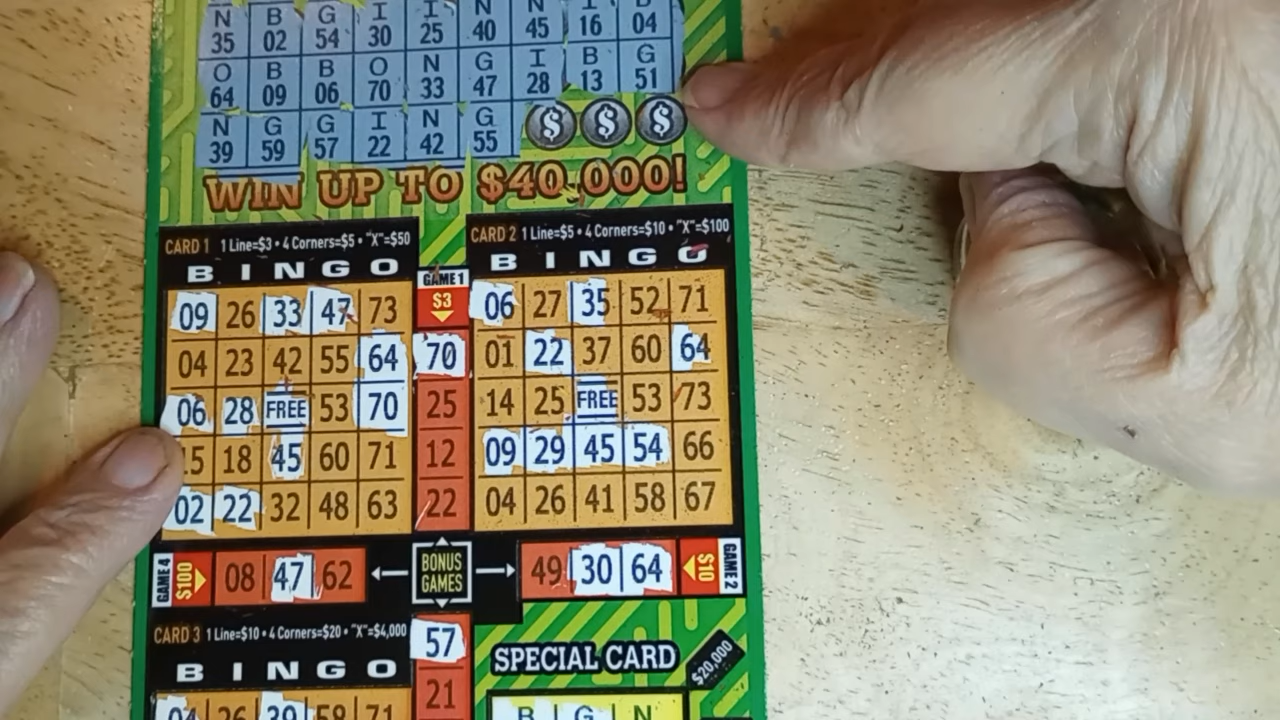 N B G I I N N I B
35 02 54 30 25 40 45 16 04
O B B O N G I B G
64 09 06 70 33 47 28 13 51
N G G I N G
39 59 57 22 42 55 $ $ $
WIN UP TO $40,000!
CARD 1 1 Line=$3 • 4 Corners=$5 • "X"=$50
B I N G O
09 26 33 47 73
04 23 42 55 64
06 28 FREE 53 70
15 18 45 60 71
02 22 32 48 63
GAME 1
$3
70
25
12
22
CARD 2 1 Line=$5 • 4 Corners=$10 • "X"=$100
B I N G O
06 27 35 52 71
01 22 37 60 64
14 25 FREE 53 73
09 29 45 54 66
04 26 41 58 67
GAME 4 $100 08 47 62
BONUS
GAMES
49 30 64 $10 GAME 2
CARD 3 1 Line=$10 • 4 Corners=$20 • "X"=$4,000
B I N G O
04 26 39 58 71
57
21
SPECIAL CARD
$20,000
B G N